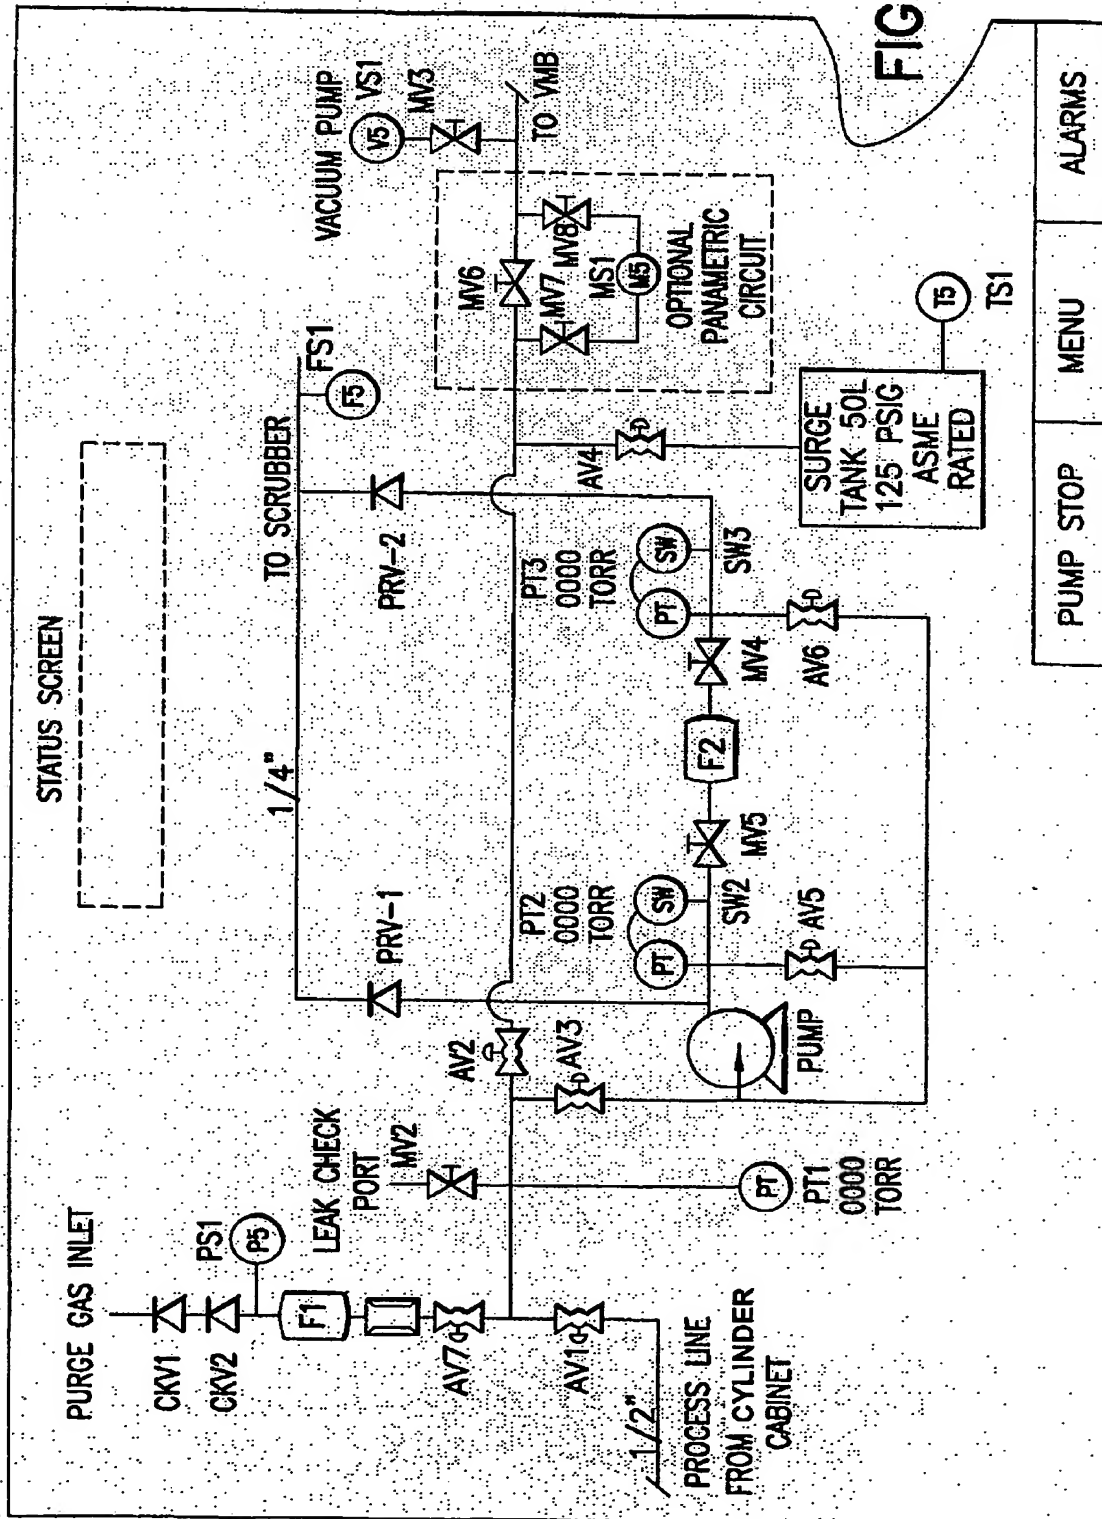 STATUS SCREEN
PURGE GAS INLET
CKV1
CKV2
PS1
P5
F1
AV7
AV1
1/2"
PROCESS LINE
FROM CYLINDER
CABINET
LEAK CHECK
PORT
MV2
PT
PT1
0000
TORR
1/4"
TO SCRUBBER
FS1
F5
PRV-1
PRV-2
AV2
AV3
PUMP
PT2
0000
TORR
PT
SW
SW2
AV5
MV5
F2
MV4
PT3
0000
TORR
PT
SW
SW3
AV6
AV4
SURGE
TANK 50L
125 PSIG
ASME
RATED
T5
TS1
VACUUM PUMP
V5
VS1
MV3
TO VMB
MV6
MV7
MV8
MS1
M5
OPTIONAL
PANAMETRIC
CIRCUIT
FIG
PUMP STOP
MENU
ALARMS